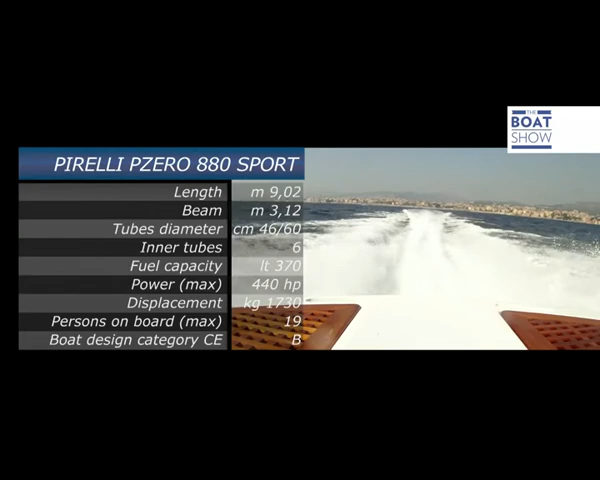 THE
BOAT
SHOW
PIRELLI PZERO 880 SPORT
Length m 9,02
Beam m 3,12
Tubes diameter cm 46/60
Inner tubes 6
Fuel capacity lt 370
Power (max) 440 hp
Displacement kg 1730
Persons on board (max) 19
Boat design category CE B